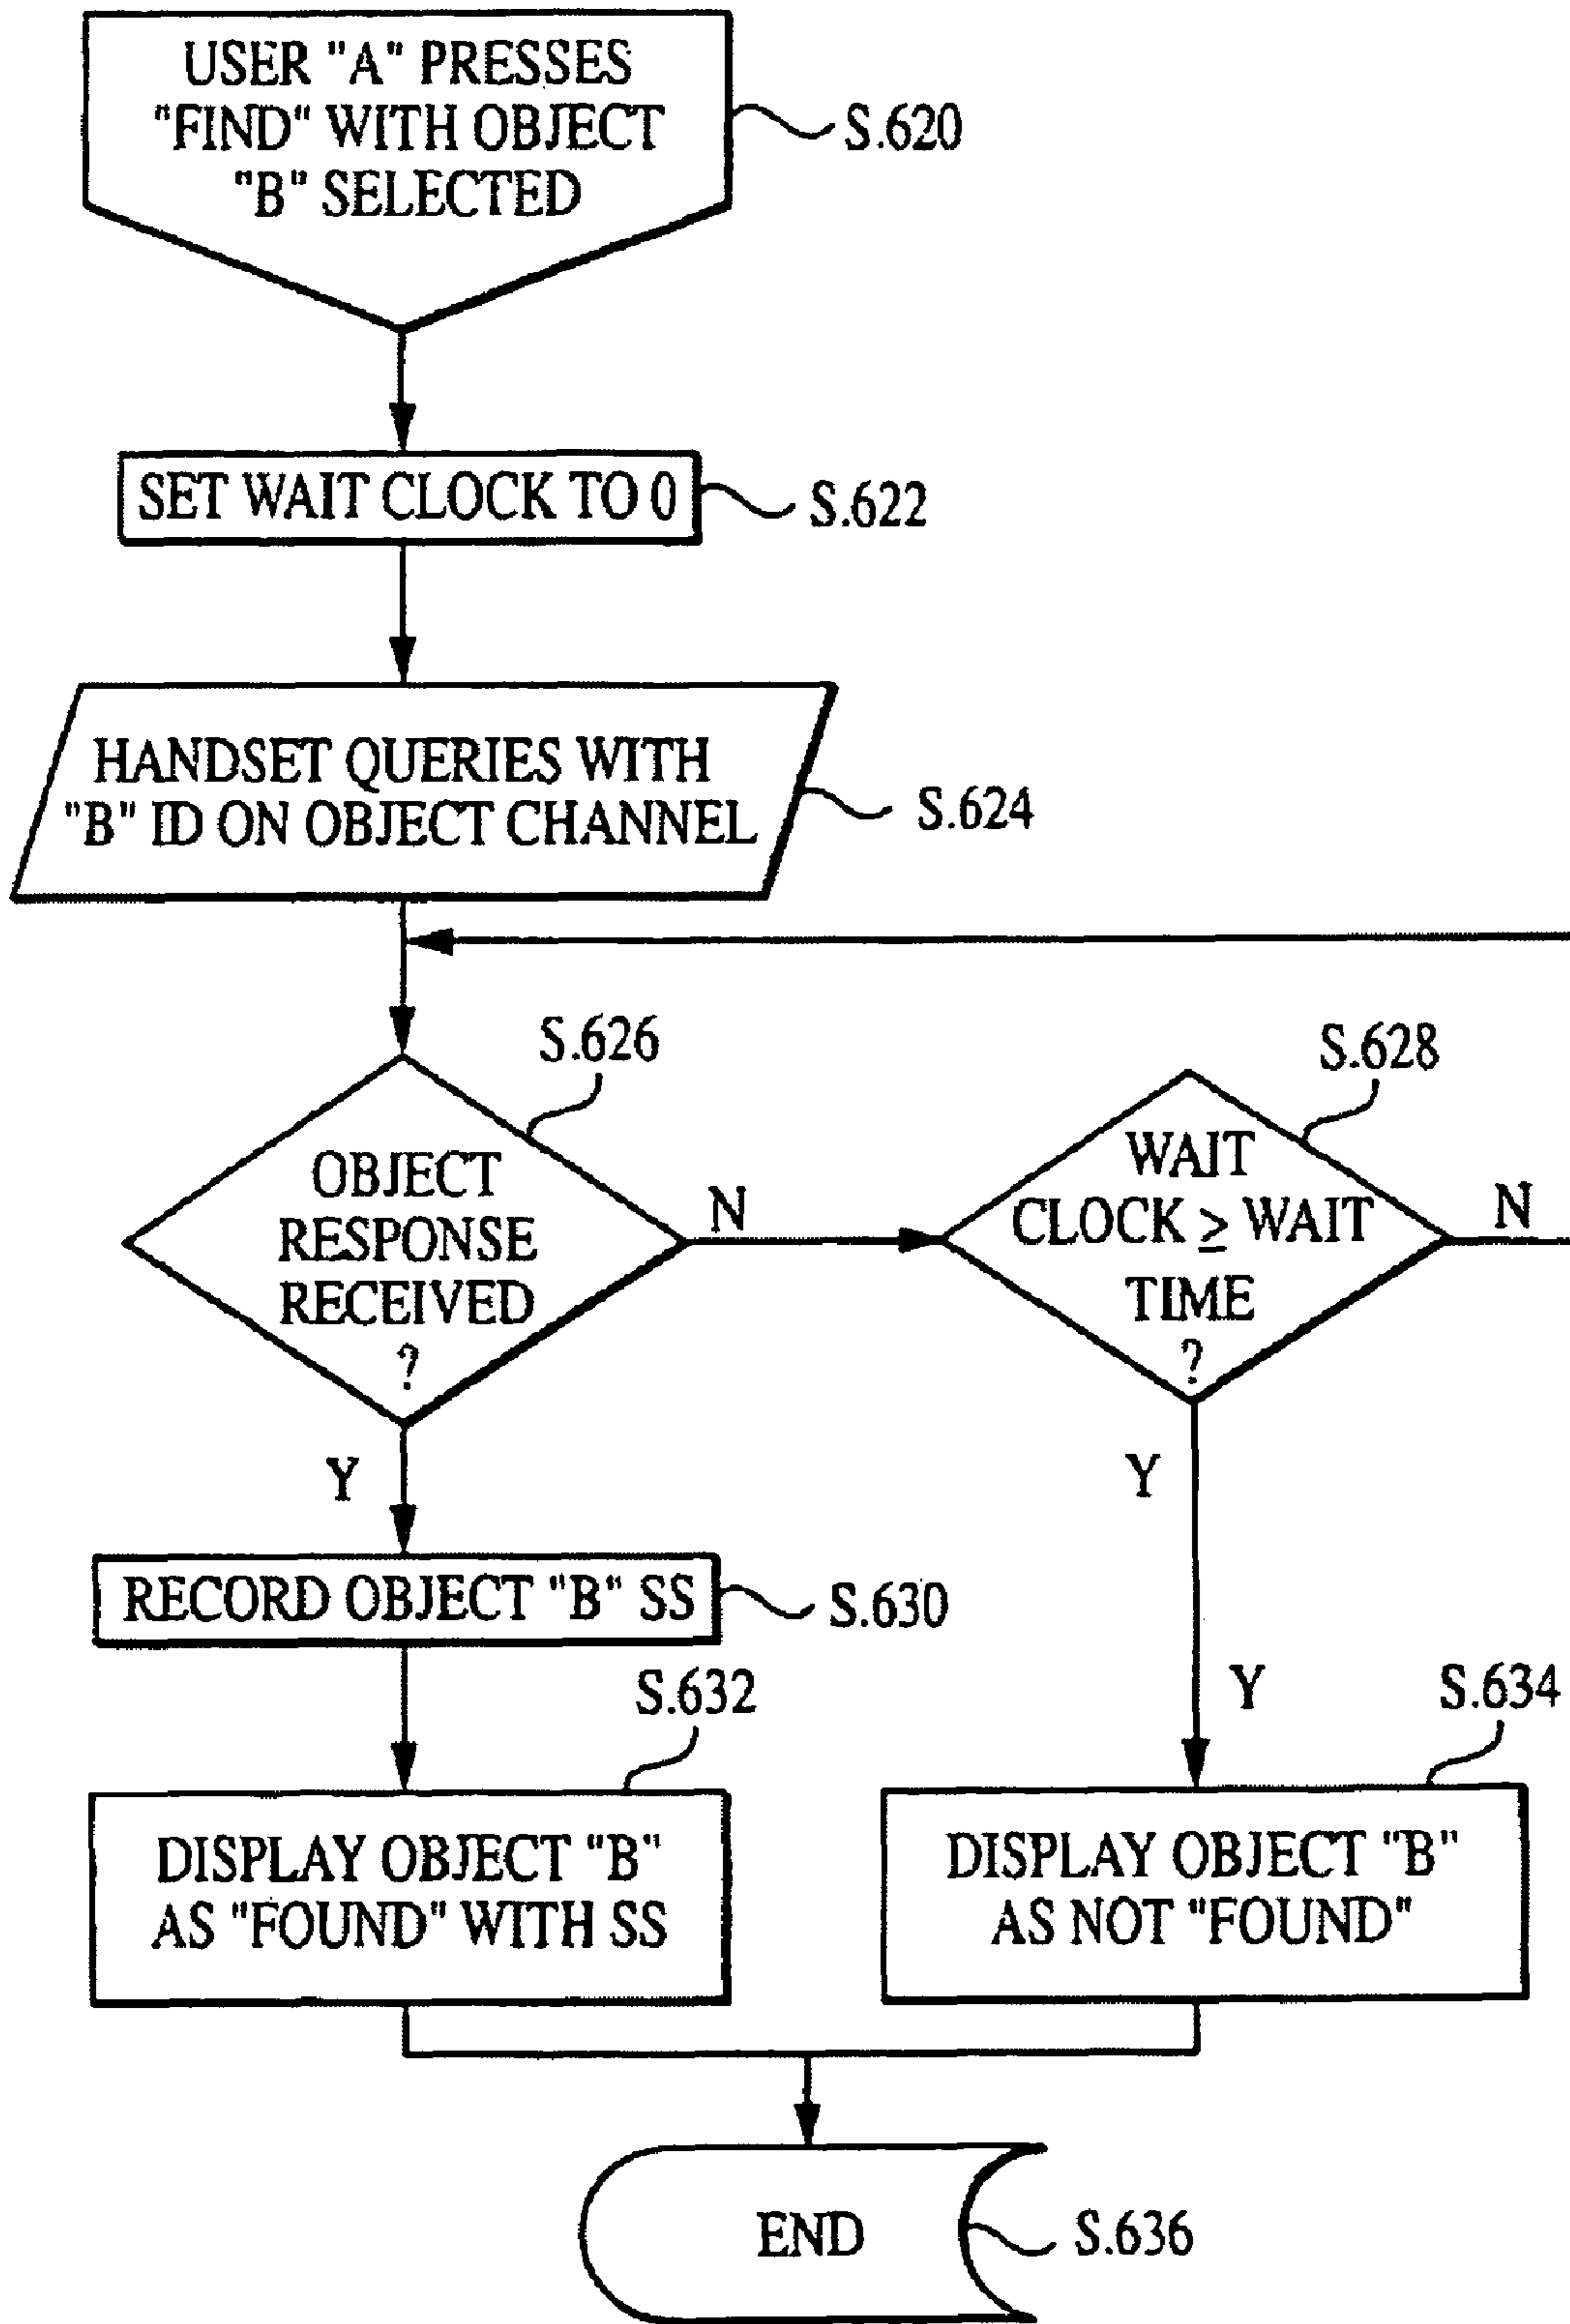 USER "A" PRESSES
"FIND" WITH OBJECT
"B" SELECTED
S.620
SET WAIT CLOCK TO 0
S.622
HANDSET QUERIES WITH
"B" ID ON OBJECT CHANNEL
S.624
S.626
OBJECT
RESPONSE
RECEIVED
?
N
Y
S.628
WAIT
CLOCK ≥ WAIT
TIME
?
N
Y
Y
RECORD OBJECT "B" SS
S.630
S.632
DISPLAY OBJECT "B"
AS "FOUND" WITH SS
S.634
DISPLAY OBJECT "B"
AS NOT "FOUND"
END
S.636